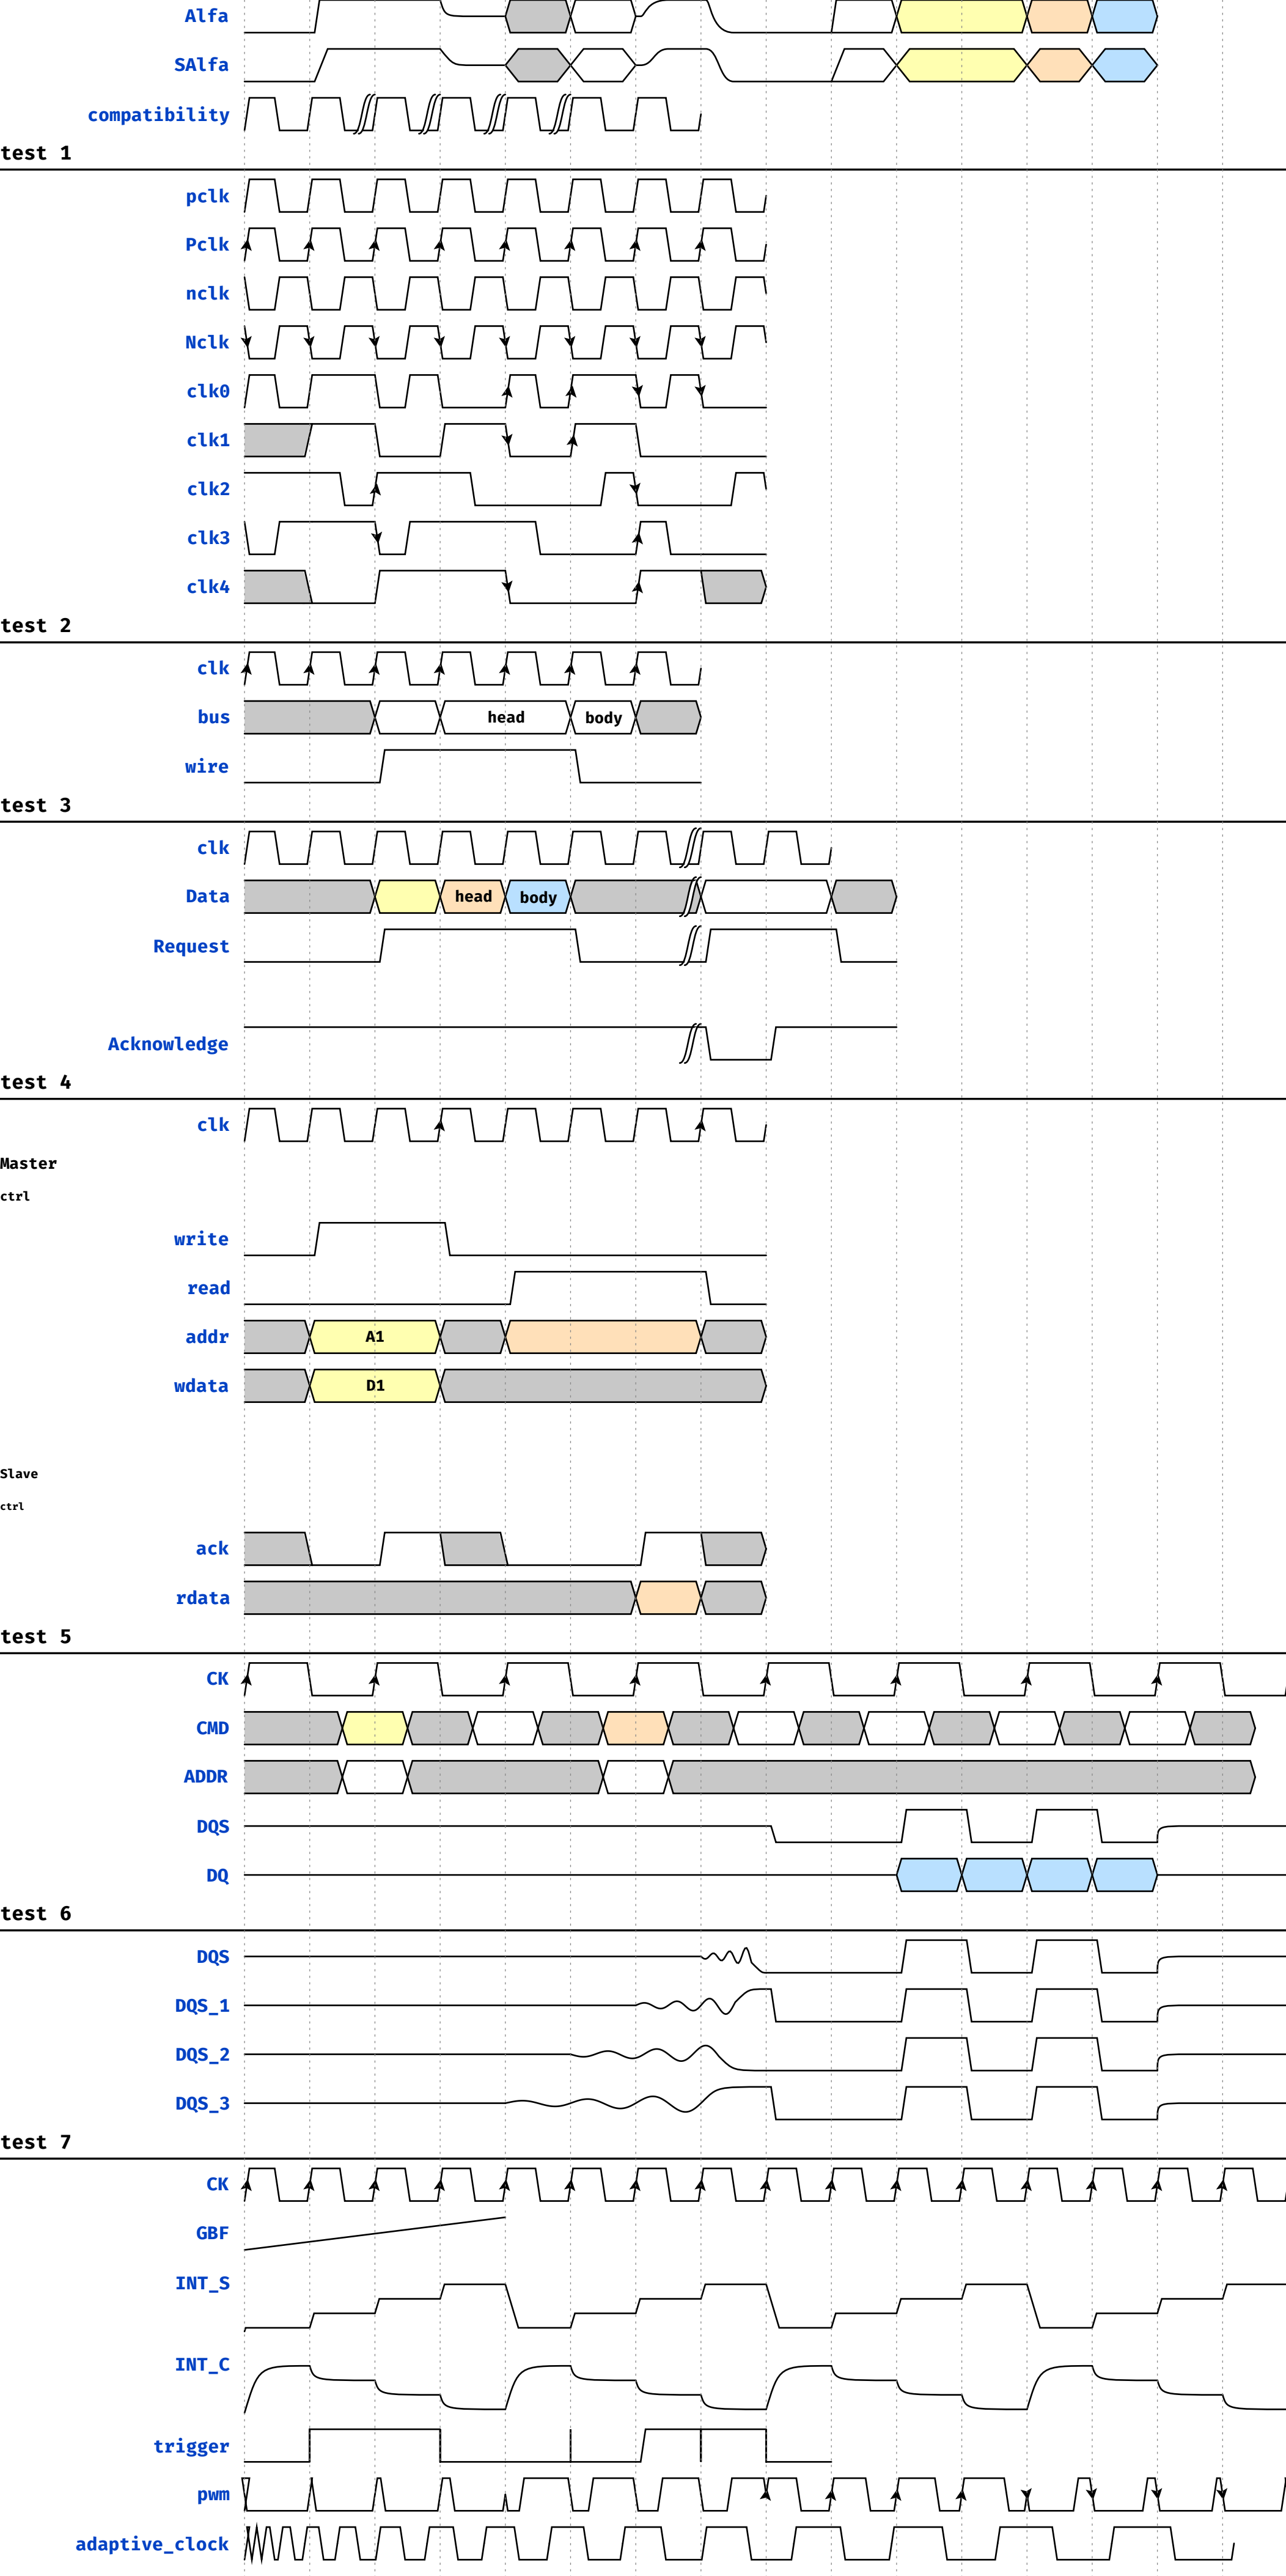 Alfa
SAlfa
compatibility
test 1
pclk
Pclk
nclk
Nclk
clk0
clk1
clk2
clk3
clk4
test 2
clk
bus head body
wire
test 3
clk
Data head body
Request
Acknowledge
test 4
clk
Master
ctrl
write
read
addr A1
wdata D1
Slave
ctrl
ack
rdata
test 5
CK
CMD
ADDR
DQS
DQ
test 6
DQS
DQS_1
DQS_2
DQS_3
test 7
CK
GBF
INT_S
INT_C
trigger
pwm
adaptive_clock